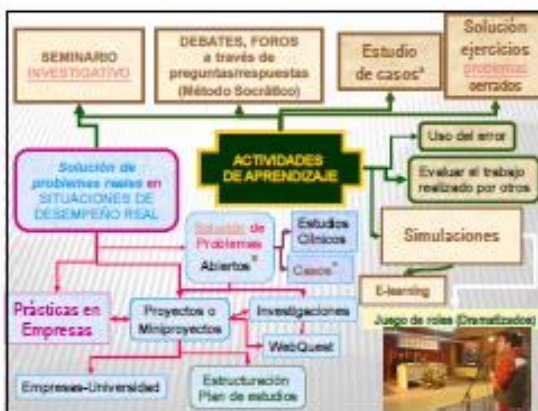 SEMINARIO
INVESTIGATIVO
DEBATES, FOROS
a través de
preguntas/respuestas
(Método Socrático)
Estudio
de casosª
Solución
ejercicios
problemas
cerrados
Solución de
problemas reales en
SITUACIONES DE
DESEMPEÑO REAL
ACTIVIDADES
DE APRENDIZAJE
Uso del error
Evaluar el trabajo
realizado por otros
Solución de
Problemas
Abiertos
Estudios
Clínicos
Casos
Simulaciones
E-learning
Prácticas en
Empresas
Proyectos o
Miniproyectos
Investigaciones
WebQuest
Juego de roles (Dramatizados)
Empresas-Universidad
Estructuración
Plan de estudios